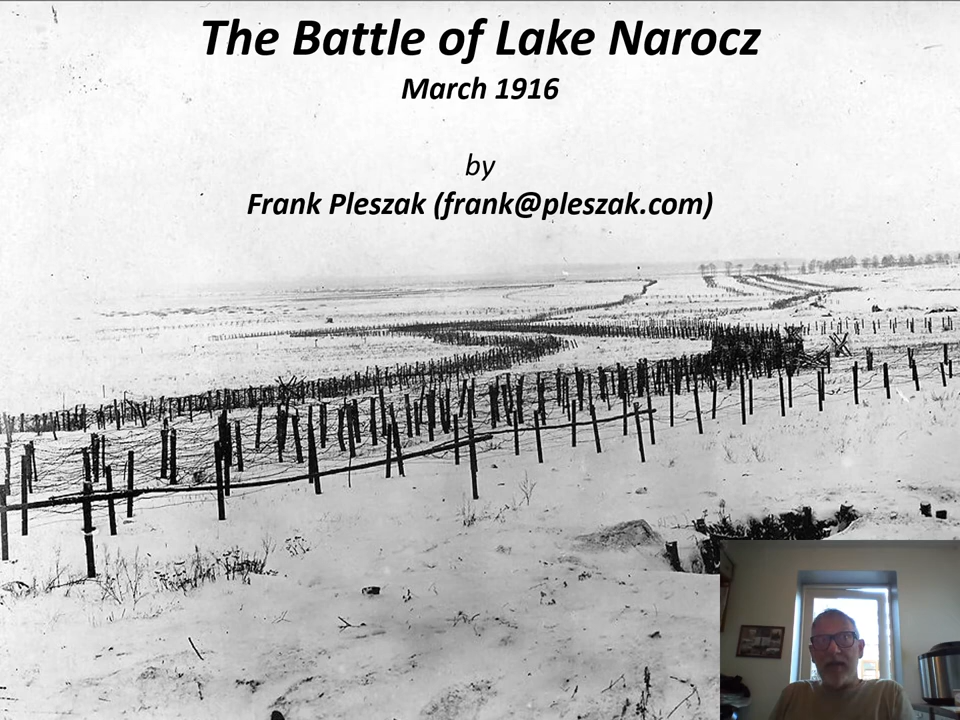 The Battle of Lake Narocz
March 1916
by
Frank Pleszak (frank@pleszak.com)